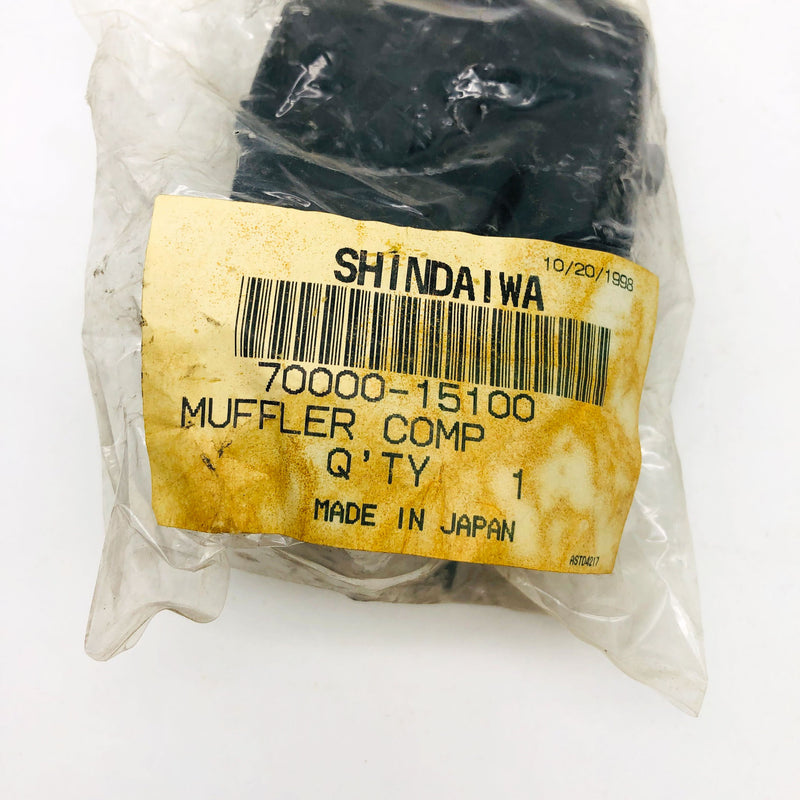 SHINDAIWA
10/20/1998
70000-15100
MUFFLER COMP
Q'TY 1
MADE IN JAPAN
ASTD4217